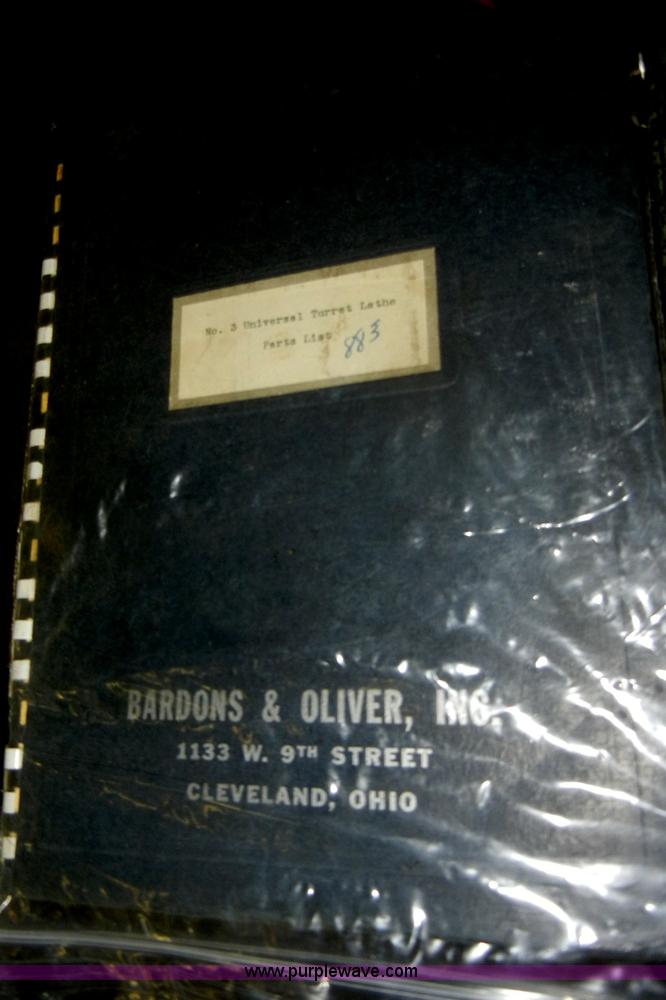 No. 3 Universal Turret Lathe
Parts List 883
BARDONS & OLIVER, INC.
1133 W. 9TH STREET
CLEVELAND, OHIO
www.purplewave.com